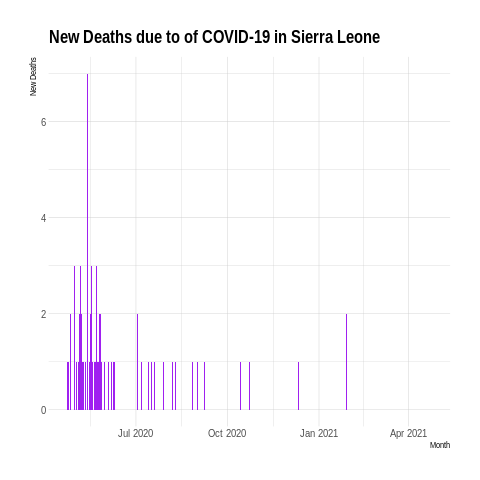 New Deaths due to of COVID-19 in Sierra Leone
New Deaths
6
4
2
0
Jul 2020 Oct 2020 Jan 2021 Apr 2021
Month